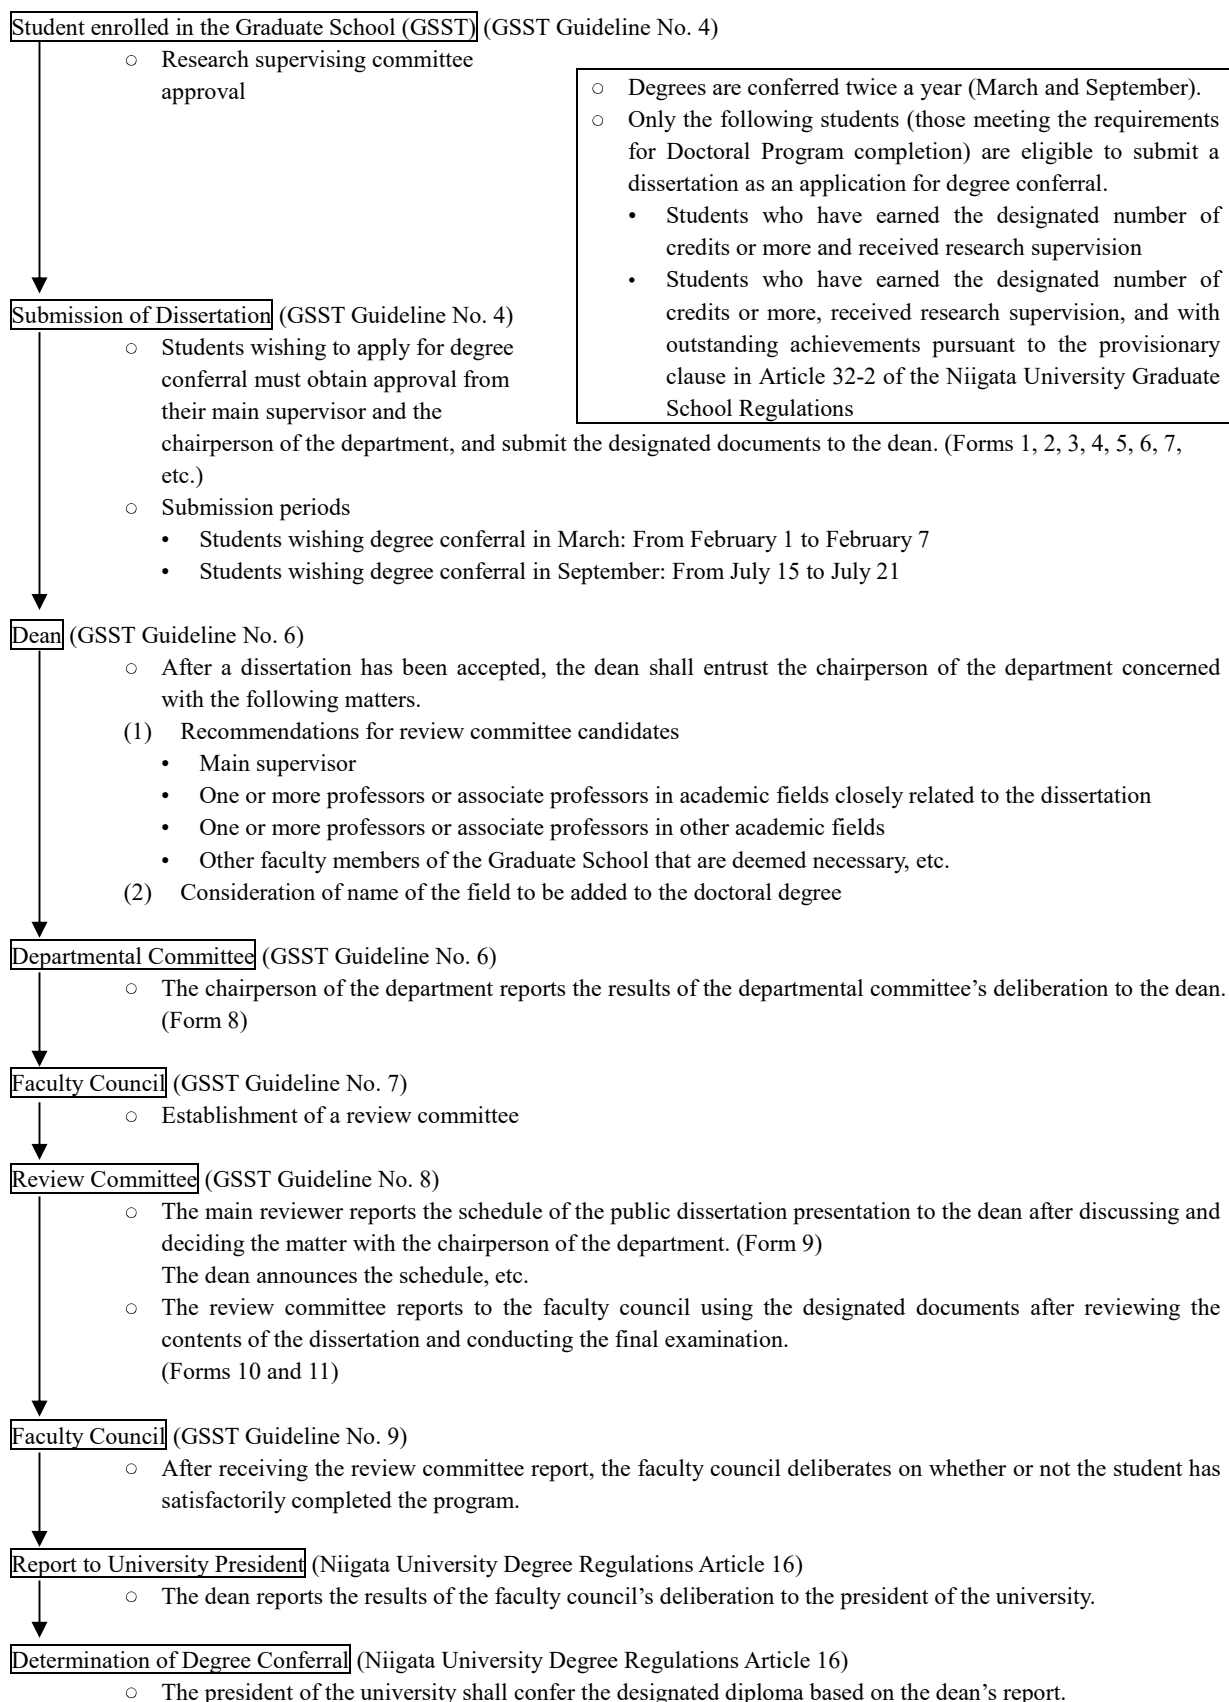 Student enrolled in the Graduate School (GSST) (GSST Guideline No. 4)
○ Research supervising committee
approval
○ Degrees are conferred twice a year (March and September).
○ Only the following students (those meeting the requirements
for Doctoral Program completion) are eligible to submit a
dissertation as an application for degree conferral.
• Students who have earned the designated number of
credits or more and received research supervision
• Students who have earned the designated number of
credits or more, received research supervision, and with
outstanding achievements pursuant to the provisionary
clause in Article 32-2 of the Niigata University Graduate
School Regulations
Submission of Dissertation (GSST Guideline No. 4)
○ Students wishing to apply for degree
conferral must obtain approval from
their main supervisor and the
chairperson of the department, and submit the designated documents to the dean. (Forms 1, 2, 3, 4, 5, 6, 7,
etc.)
○ Submission periods
• Students wishing degree conferral in March: From February 1 to February 7
• Students wishing degree conferral in September: From July 15 to July 21
Dean (GSST Guideline No. 6)
○ After a dissertation has been accepted, the dean shall entrust the chairperson of the department concerned
with the following matters.
(1) Recommendations for review committee candidates
• Main supervisor
• One or more professors or associate professors in academic fields closely related to the dissertation
• One or more professors or associate professors in other academic fields
• Other faculty members of the Graduate School that are deemed necessary, etc.
(2) Consideration of name of the field to be added to the doctoral degree
Departmental Committee (GSST Guideline No. 6)
○ The chairperson of the department reports the results of the departmental committee’s deliberation to the dean.
(Form 8)
Faculty Council (GSST Guideline No. 7)
○ Establishment of a review committee
Review Committee (GSST Guideline No. 8)
○ The main reviewer reports the schedule of the public dissertation presentation to the dean after discussing and
deciding the matter with the chairperson of the department. (Form 9)
The dean announces the schedule, etc.
○ The review committee reports to the faculty council using the designated documents after reviewing the
contents of the dissertation and conducting the final examination.
(Forms 10 and 11)
Faculty Council (GSST Guideline No. 9)
○ After receiving the review committee report, the faculty council deliberates on whether or not the student has
satisfactorily completed the program.
Report to University President (Niigata University Degree Regulations Article 16)
○ The dean reports the results of the faculty council’s deliberation to the president of the university.
Determination of Degree Conferral (Niigata University Degree Regulations Article 16)
○ The president of the university shall confer the designated diploma based on the dean’s report.